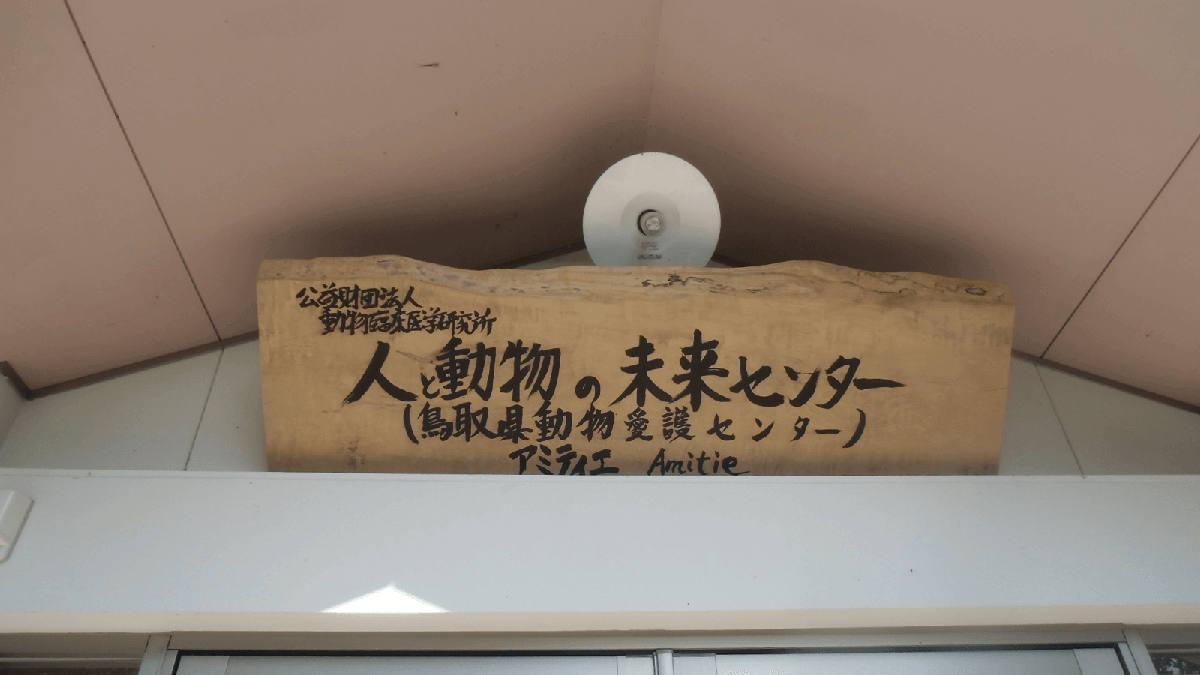 公益財団法人
動物臨床医学研究所
人と動物の未来センター
(鳥取県動物愛護センター)
アミティエ Amitie